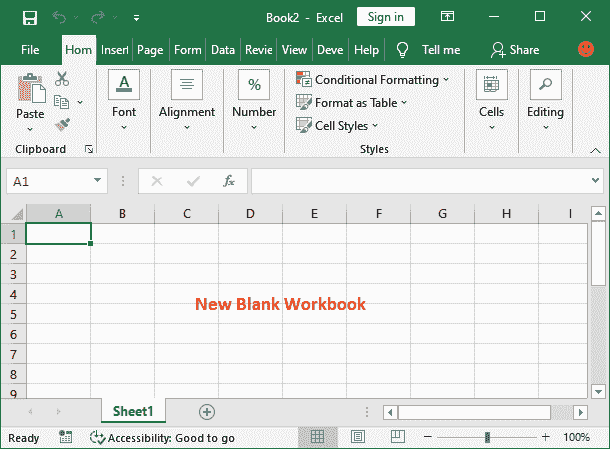 Book2 - Excel Sign in
File Hom Insert Page Form Data Revie View Deve Help Tell me Share
Conditional Formatting
Format as Table
Cell Styles
Paste Font Alignment Number Cells Editing
Clipboard Styles
A1 fx
A B C D E F G H I
1
2
3
4
New Blank Workbook
5
6
7
8
9
Sheet1
Ready Accessibility: Good to go 100%